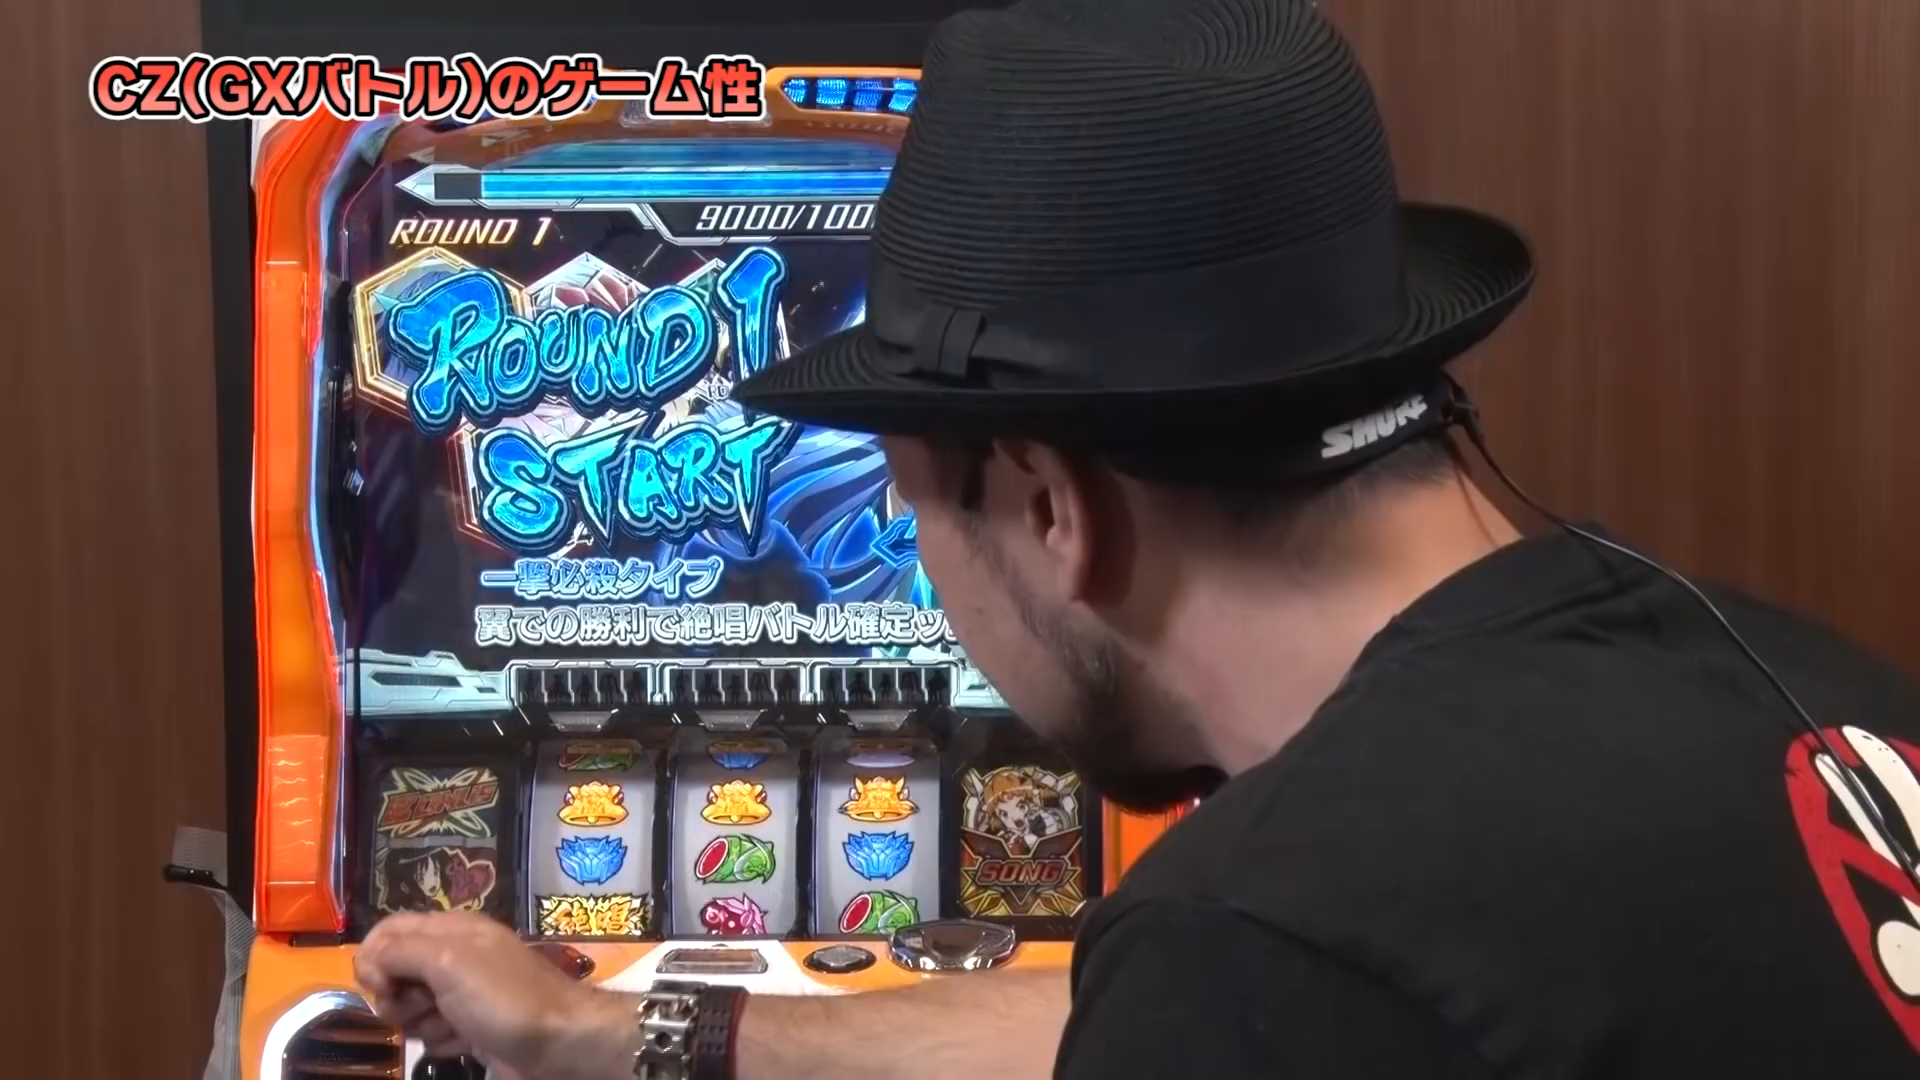 CZ(GXバトル)のゲーム性
ROUND 1
9000/100
ROUND 1
START
一撃必殺タイプ
翼での勝利で絶唱バトル確定ッ
SHURE
BONUS
SONG
絶唱